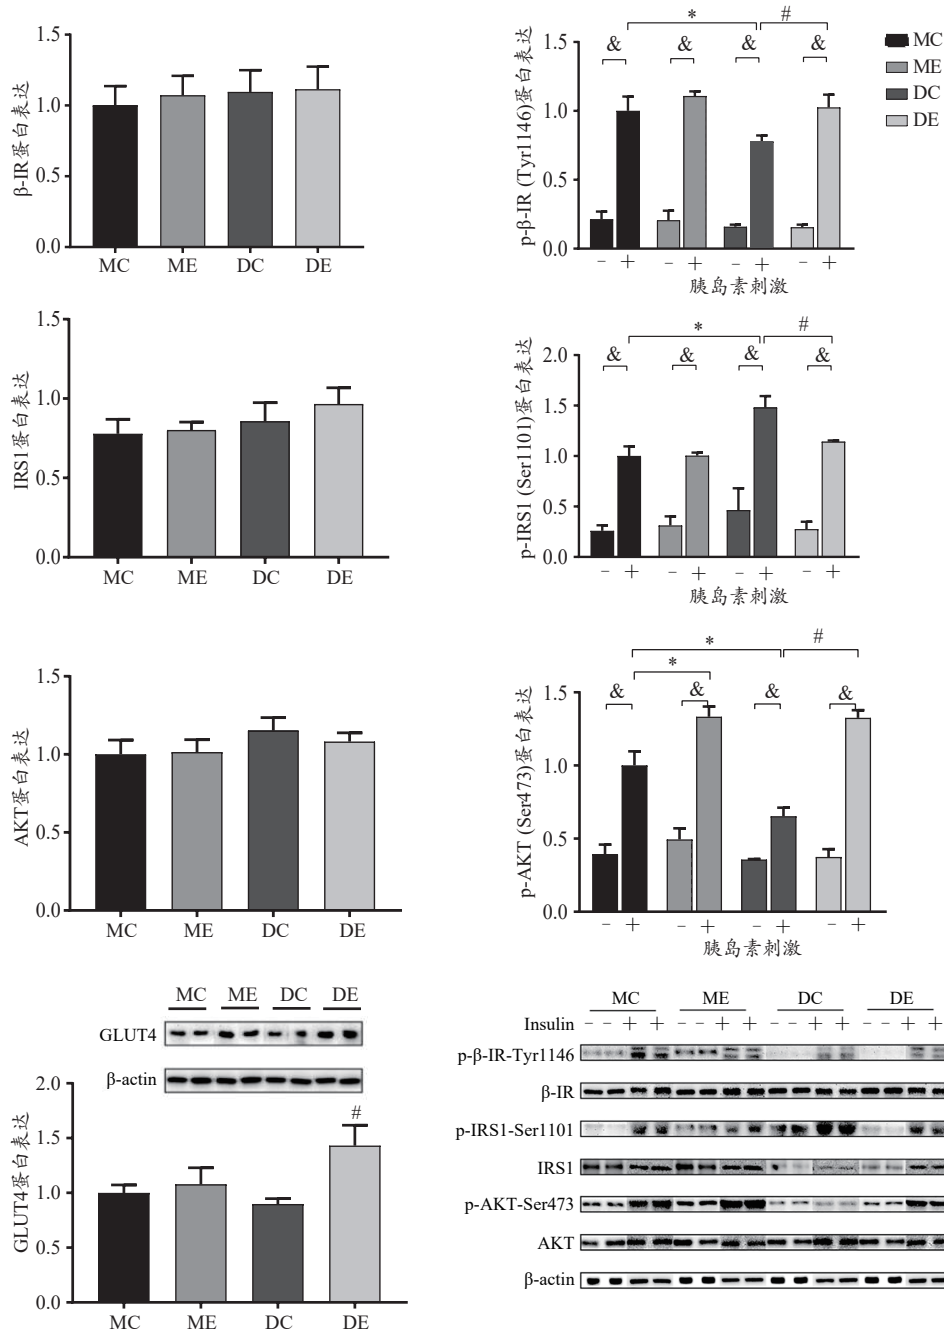 β-IR蛋白表达
1.5
1.0
0.5
0.0
MC ME DC DE
p-β-IR (Tyr1146)蛋白表达
1.5
1.0
0.5
0.0
* #
& & & &
- + - + - + - +
胰岛素刺激
MC
ME
DC
DE
IRS1蛋白表达
1.5
1.0
0.5
0.0
MC ME DC DE
p-IRS1 (Ser1101)蛋白表达
2.0
1.5
1.0
0.5
0.0
* #
& & & &
- + - + - + - +
胰岛素刺激
AKT蛋白表达
1.5
1.0
0.5
0.0
MC ME DC DE
p-AKT (Ser473)蛋白表达
1.5
1.0
0.5
0.0
* #
*
& & & &
- + - + - + - +
胰岛素刺激
MC ME DC DE
GLUT4
β-actin
GLUT4蛋白表达
2.0
1.5
1.0
0.5
0.0
#
MC ME DC DE
MC ME DC DE
Insulin - - + + - - + + - - + + - - + +
p-β-IR-Tyr1146
β-IR
p-IRS1-Ser1101
IRS1
p-AKT-Ser473
AKT
β-actin